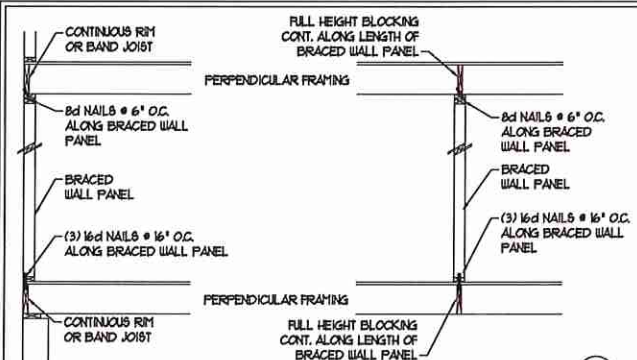 CONTINUOUS RIM
OR BAND JOIST
FULL HEIGHT BLOCKING
CONT. ALONG LENGTH OF
BRACED WALL PANEL
PERPENDICULAR FRAMING
8d NAILS @ 6" O.C.
ALONG BRACED WALL
PANEL
8d NAILS @ 6" O.C.
ALONG BRACED
WALL PANEL
BRACED
WALL PANEL
BRACED
WALL PANEL
(3) 16d NAILS @ 16" O.C.
ALONG BRACED WALL PANEL
(3) 16d NAILS @ 16" O.C.
ALONG BRACED WALL
PANEL
PERPENDICULAR FRAMING
CONTINUOUS RIM
OR BAND JOIST
FULL HEIGHT BLOCKING
CONT. ALONG LENGTH OF
BRACED WALL PANEL